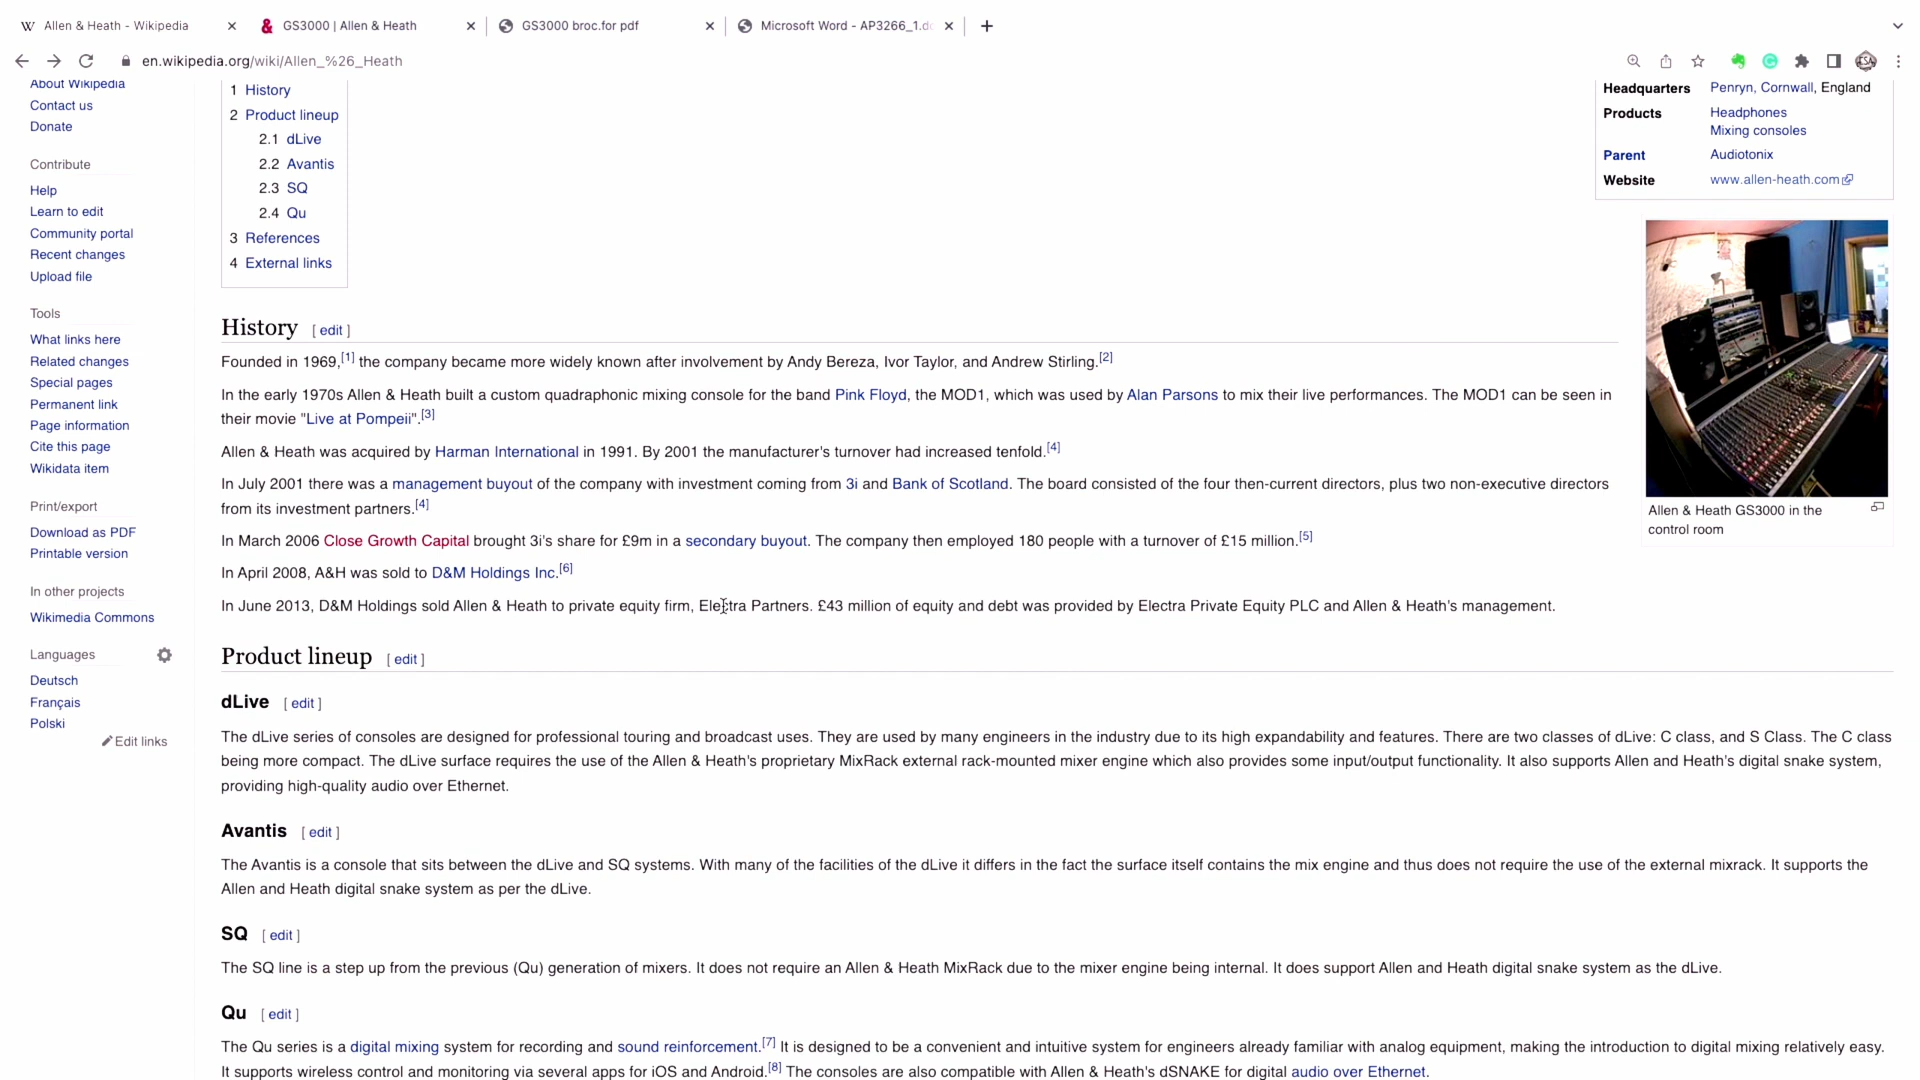 Allen & Heath - Wikipedia
GS3000 | Allen & Heath
GS3000 broc.for pdf
Microsoft Word - AP3266_1.d
en.wikipedia.org/wiki/Allen_%26_Heath
About Wikipedia
Contact us
Donate
Contribute
Help
Learn to edit
Community portal
Recent changes
Upload file
Tools
What links here
Related changes
Special pages
Permanent link
Page information
Cite this page
Wikidata item
Print/export
Download as PDF
Printable version
In other projects
Wikimedia Commons
Languages
Deutsch
Français
Polski
Edit links
1 History
2 Product lineup
2.1 dLive
2.2 Avantis
2.3 SQ
2.4 Qu
3 References
4 External links
Headquarters Penryn, Cornwall, England
Products Headphones
Mixing consoles
Parent Audiotonix
Website www.allen-heath.com
Allen & Heath GS3000 in the
control room
History [ edit ]
Founded in 1969,[1] the company became more widely known after involvement by Andy Bereza, Ivor Taylor, and Andrew Stirling.[2]
In the early 1970s Allen & Heath built a custom quadraphonic mixing console for the band Pink Floyd, the MOD1, which was used by Alan Parsons to mix their live performances. The MOD1 can be seen in
their movie "Live at Pompeii".[3]
Allen & Heath was acquired by Harman International in 1991. By 2001 the manufacturer's turnover had increased tenfold.[4]
In July 2001 there was a management buyout of the company with investment coming from 3i and Bank of Scotland. The board consisted of the four then-current directors, plus two non-executive directors
from its investment partners.[4]
In March 2006 Close Growth Capital brought 3i's share for £9m in a secondary buyout. The company then employed 180 people with a turnover of £15 million.[5]
In April 2008, A&H was sold to D&M Holdings Inc.[6]
In June 2013, D&M Holdings sold Allen & Heath to private equity firm, Electra Partners. £43 million of equity and debt was provided by Electra Private Equity PLC and Allen & Heath's management.
Product lineup [ edit ]
dLive [ edit ]
The dLive series of consoles are designed for professional touring and broadcast uses. They are used by many engineers in the industry due to its high expandability and features. There are two classes of dLive: C class, and S Class. The C class
being more compact. The dLive surface requires the use of the Allen & Heath's proprietary MixRack external rack-mounted mixer engine which also provides some input/output functionality. It also supports Allen and Heath's digital snake system,
providing high-quality audio over Ethernet.
Avantis [ edit ]
The Avantis is a console that sits between the dLive and SQ systems. With many of the facilities of the dLive it differs in the fact the surface itself contains the mix engine and thus does not require the use of the external mixrack. It supports the
Allen and Heath digital snake system as per the dLive.
SQ [ edit ]
The SQ line is a step up from the previous (Qu) generation of mixers. It does not require an Allen & Heath MixRack due to the mixer engine being internal. It does support Allen and Heath digital snake system as the dLive.
Qu [ edit ]
The Qu series is a digital mixing system for recording and sound reinforcement.[7] It is designed to be a convenient and intuitive system for engineers already familiar with analog equipment, making the introduction to digital mixing relatively easy.
It supports wireless control and monitoring via several apps for iOS and Android.[8] The consoles are also compatible with Allen & Heath's dSNAKE for digital audio over Ethernet.